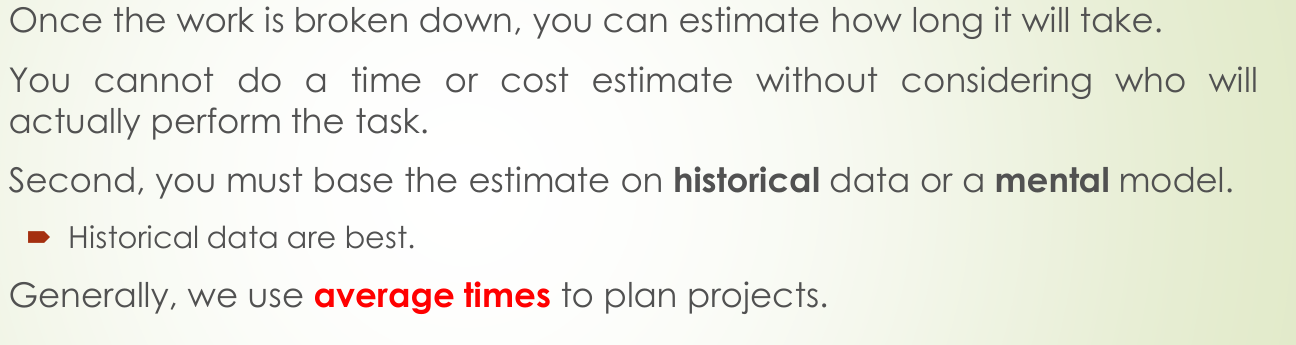 Once the work is broken down, you can estimate how long it will take.
You cannot do a time or cost estimate without considering who will
actually perform the task.
Second, you must base the estimate on historical data or a mental model.
Historical data are best.
Generally, we use average times to plan projects.